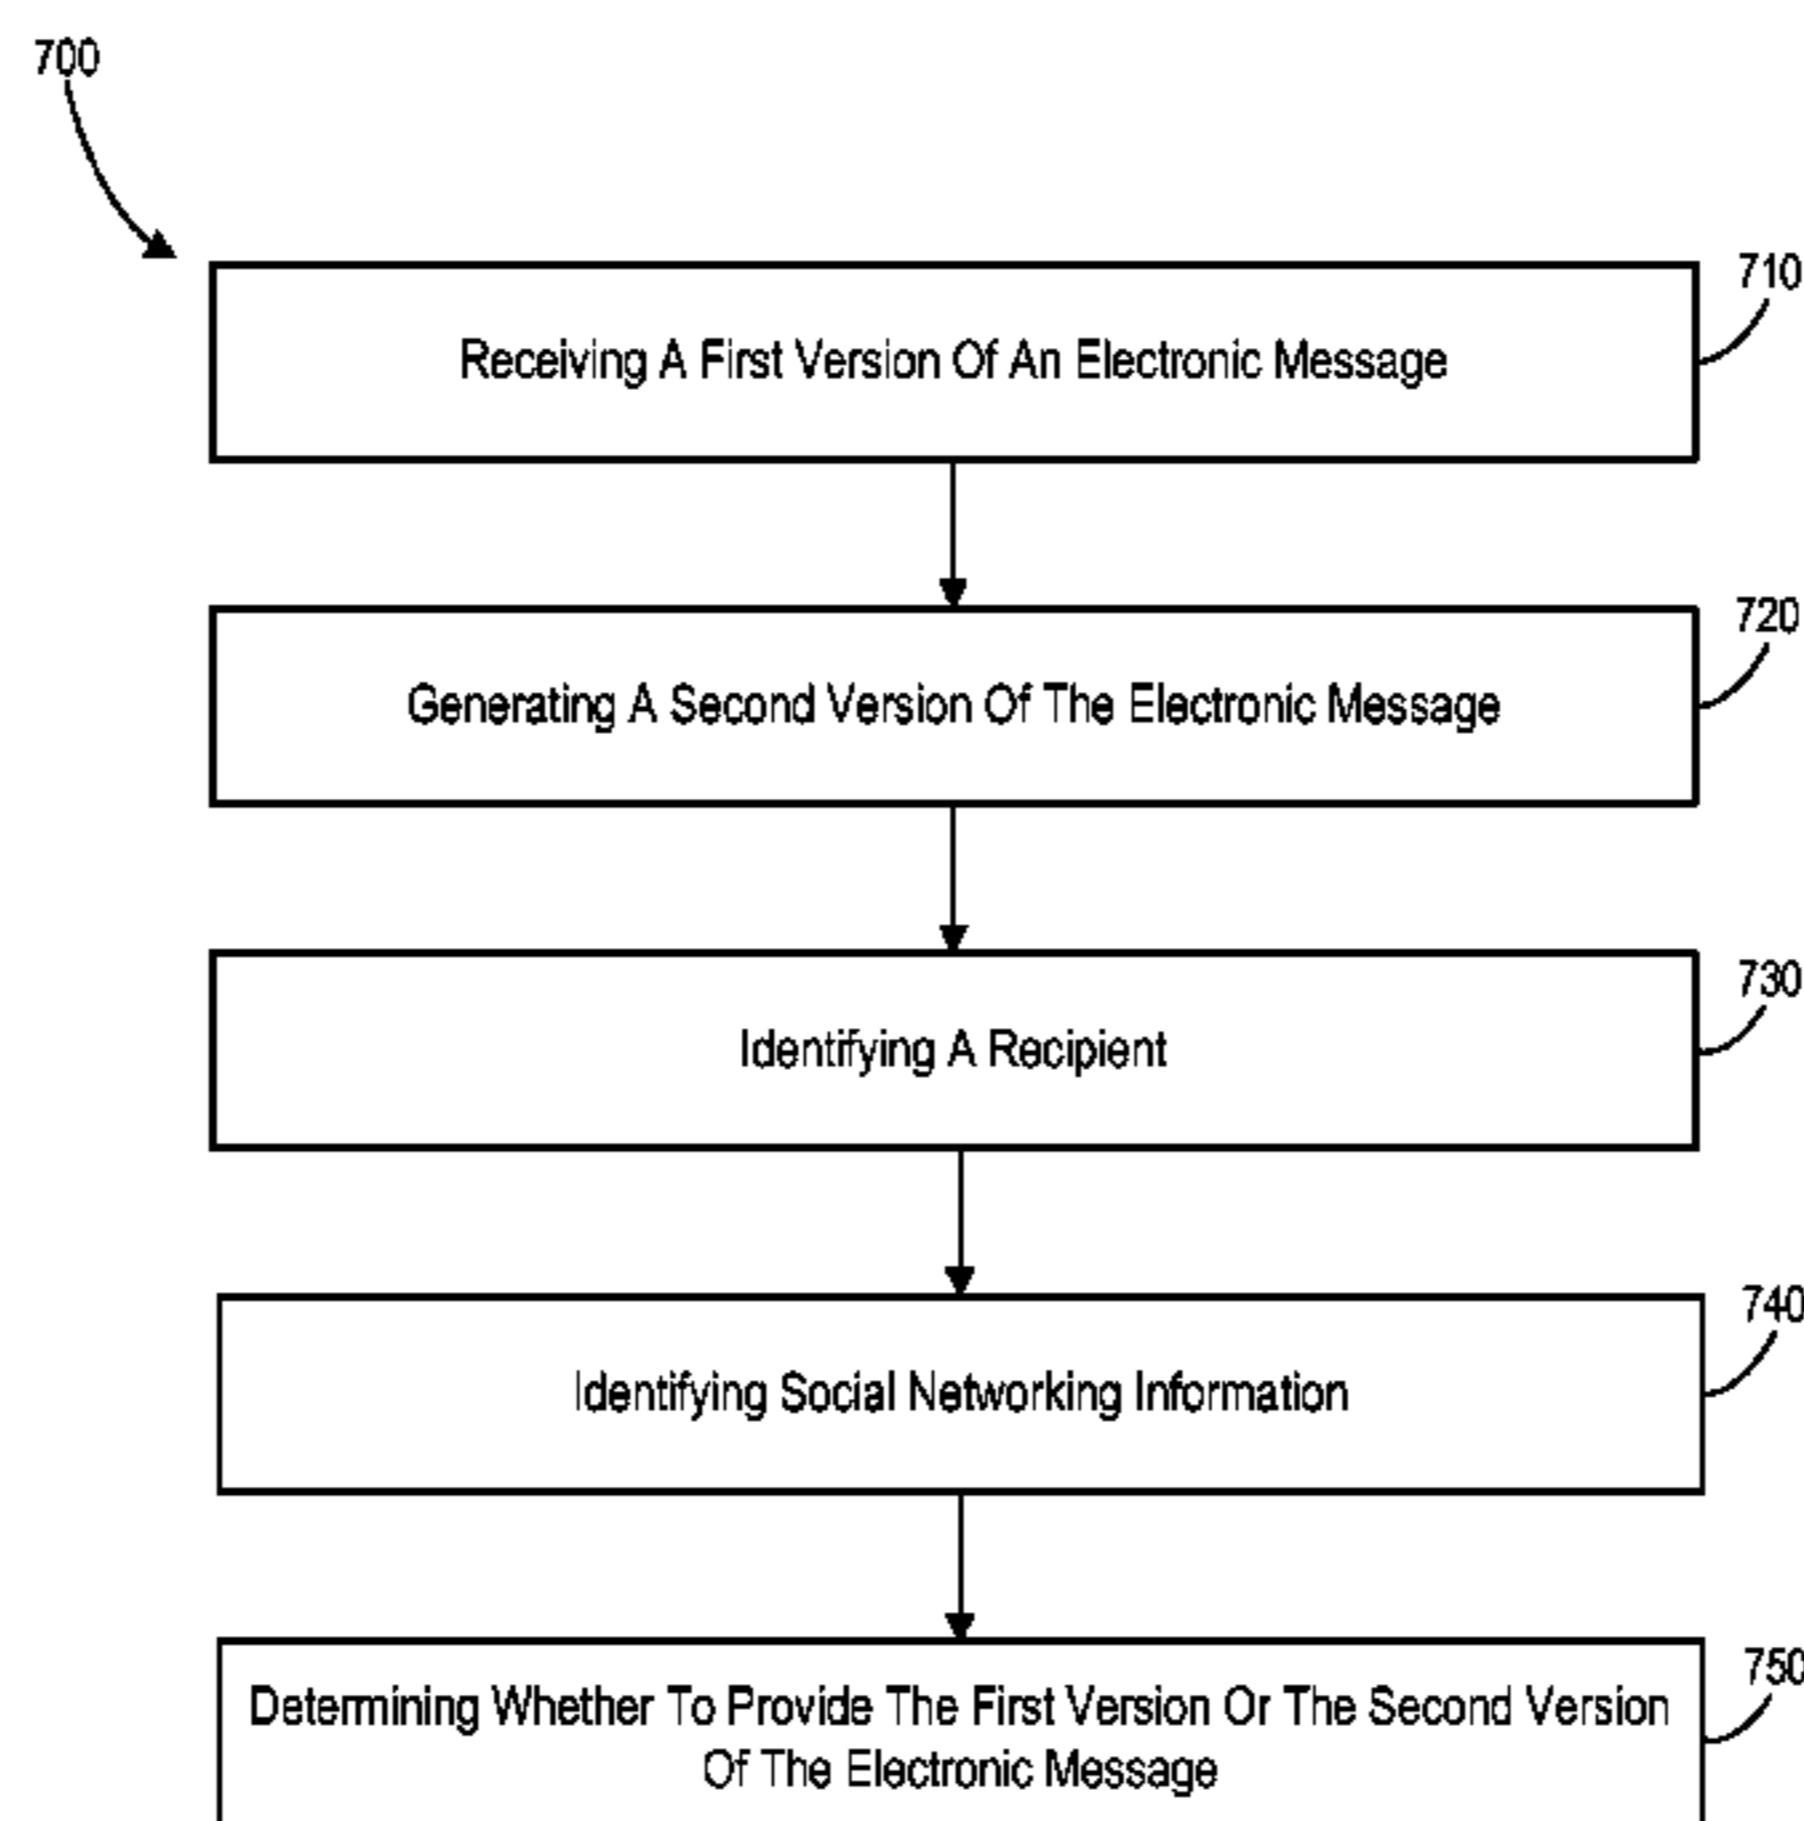 700
710
Receiving A First Version Of An Electronic Message
720
Generating A Second Version Of The Electronic Message
730
Identifying A Recipient
740
Identifying Social Networking Information
750
Determining Whether To Provide The First Version Or The Second Version
Of The Electronic Message